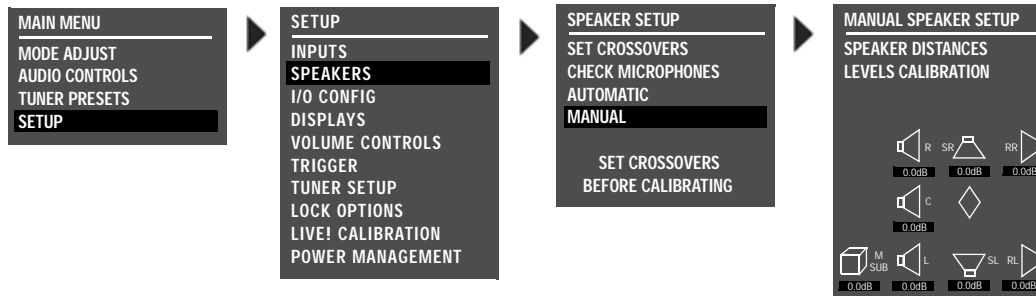 MAIN MENU
MODE ADJUST
AUDIO CONTROLS
TUNER PRESETS
SETUP
SETUP
INPUTS
SPEAKERS
I/O CONFIG
DISPLAYS
VOLUME CONTROLS
TRIGGER
TUNER SETUP
LOCK OPTIONS
LIVE! CALIBRATION
POWER MANAGEMENT
SPEAKER SETUP
SET CROSSOVERS
CHECK MICROPHONES
AUTOMATIC
MANUAL
SET CROSSOVERS
BEFORE CALIBRATING
MANUAL SPEAKER SETUP
SPEAKER DISTANCES
LEVELS CALIBRATION
R SR RR
0.0dB 0.0dB 0.0dB
C
0.0dB
M
SUB L SL RL
0.0dB 0.0dB 0.0dB 0.0dB